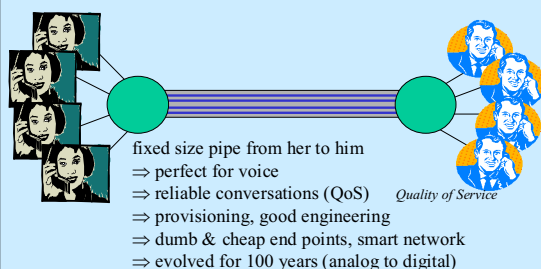 fixed size pipe from her to him
⇒ perfect for voice
⇒ reliable conversations (QoS) Quality of Service
⇒ provisioning, good engineering
⇒ dumb & cheap end points, smart network
⇒ evolved for 100 years (analog to digital)